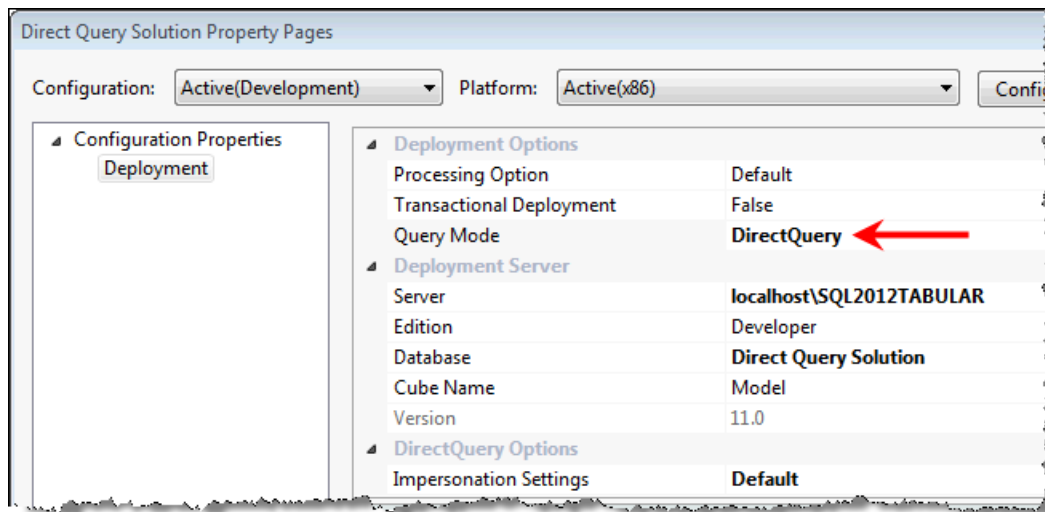 Direct Query Solution Property Pages
Configuration: Active(Development) Platform: Active(x86)
Configuration Properties
Deployment
Deployment Options
Processing Option Default
Transactional Deployment False
Query Mode DirectQuery
Deployment Server
Server localhost\SQL2012TABULAR
Edition Developer
Database Direct Query Solution
Cube Name Model
Version 11.0
DirectQuery Options
Impersonation Settings Default